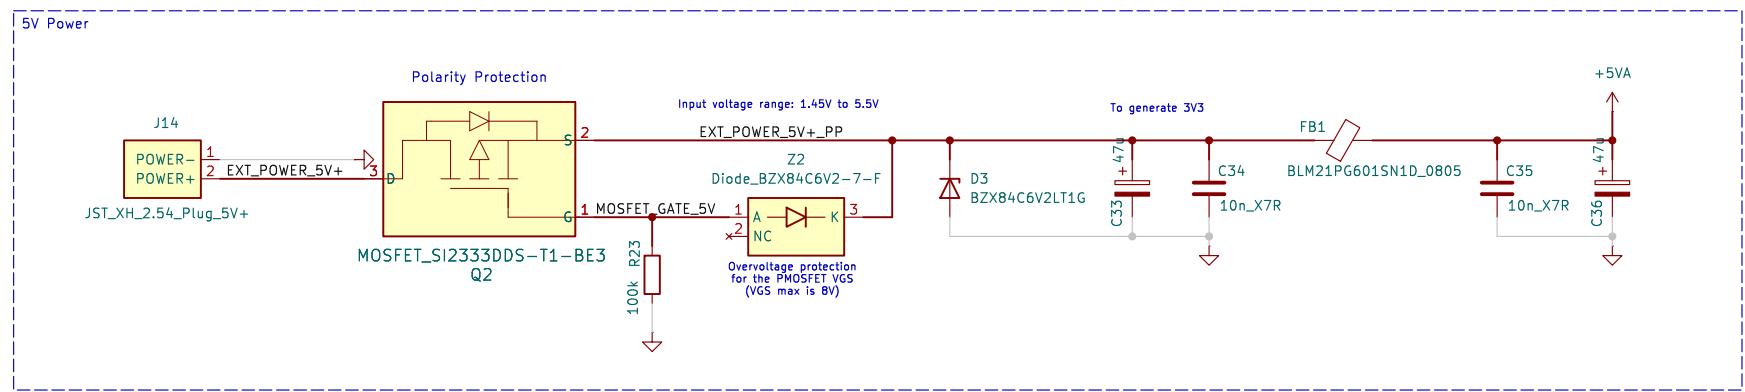 5V Power
Polarity Protection
Input voltage range: 1.45V to 5.5V
To generate 3V3
+5VA
J14
POWER- 1
POWER+ 2
EXT_POWER_5V+
JST_XH_2.54_Plug_5V+
3 D
S 2
G 1
MOSFET_SI2333DDS-T1-BE3
Q2
EXT_POWER_5V+_PP
MOSFET_GATE_5V
R23
100k
Z2
Diode_BZX84C6V2-7-F
1 A K 3
2 NC
Overvoltage protection
for the PMOSFET VGS
(VGS max is 8V)
D3
BZX84C6V2LT1G
47u
+
C33
C34
10n_X7R
FB1
BLM21PG601SN1D_0805
C35
10n_X7R
47u
+
C36